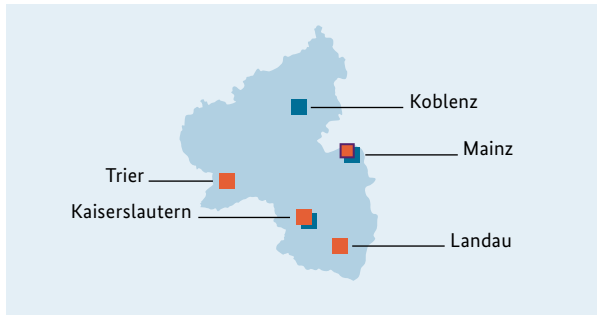 Koblenz
Mainz
Trier
Kaiserslautern
Landau